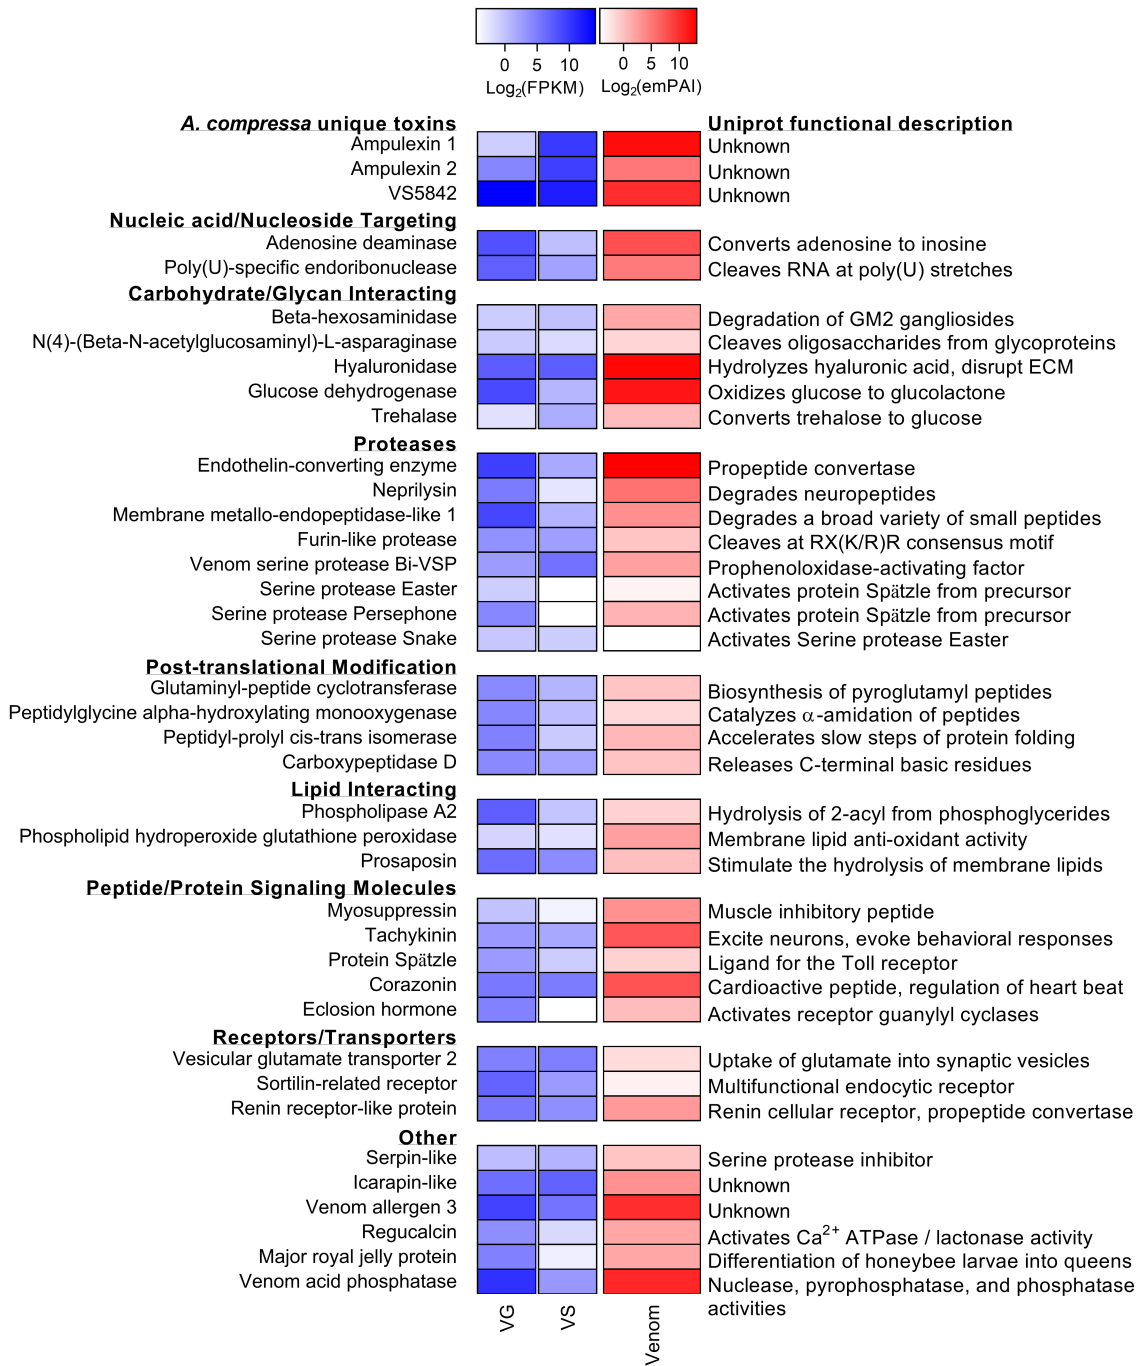 0 5 10 0 5 10
Log2(FPKM) Log2(emPAI)
A. compressa unique toxins Uniprot functional description
Ampulexin 1 Unknown
Ampulexin 2 Unknown
VS5842 Unknown
Nucleic acid/Nucleoside Targeting
Adenosine deaminase Converts adenosine to inosine
Poly(U)-specific endoribonuclease Cleaves RNA at poly(U) stretches
Carbohydrate/Glycan Interacting
Beta-hexosaminidase Degradation of GM2 gangliosides
N(4)-(Beta-N-acetylglucosaminyl)-L-asparaginase Cleaves oligosaccharides from glycoproteins
Hyaluronidase Hydrolyzes hyaluronic acid, disrupt ECM
Glucose dehydrogenase Oxidizes glucose to glucolactone
Trehalase Converts trehalose to glucose
Proteases
Endothelin-converting enzyme Propeptide convertase
Neprilysin Degrades neuropeptides
Membrane metallo-endopeptidase-like 1 Degrades a broad variety of small peptides
Furin-like protease Cleaves at RX(K/R)R consensus motif
Venom serine protease Bi-VSP Prophenoloxidase-activating factor
Serine protease Easter Activates protein Spätzle from precursor
Serine protease Persephone Activates protein Spätzle from precursor
Serine protease Snake Activates Serine protease Easter
Post-translational Modification
Glutaminyl-peptide cyclotransferase Biosynthesis of pyroglutamyl peptides
Peptidylglycine alpha-hydroxylating monooxygenase Catalyzes α-amidation of peptides
Peptidyl-prolyl cis-trans isomerase Accelerates slow steps of protein folding
Carboxypeptidase D Releases C-terminal basic residues
Lipid Interacting
Phospholipase A2 Hydrolysis of 2-acyl from phosphoglycerides
Phospholipid hydroperoxide glutathione peroxidase Membrane lipid anti-oxidant activity
Prosaposin Stimulate the hydrolysis of membrane lipids
Peptide/Protein Signaling Molecules
Myosuppressin Muscle inhibitory peptide
Tachykinin Excite neurons, evoke behavioral responses
Protein Spätzle Ligand for the Toll receptor
Corazonin Cardioactive peptide, regulation of heart beat
Eclosion hormone Activates receptor guanylyl cyclases
Receptors/Transporters
Vesicular glutamate transporter 2 Uptake of glutamate into synaptic vesicles
Sortilin-related receptor Multifunctional endocytic receptor
Renin receptor-like protein Renin cellular receptor, propeptide convertase
Other
Serpin-like Serine protease inhibitor
Icarapin-like Unknown
Venom allergen 3 Unknown
Regucalcin Activates Ca2+ ATPase / lactonase activity
Major royal jelly protein Differentiation of honeybee larvae into queens
Venom acid phosphatase Nuclease, pyrophosphatase, and phosphatase
activities
VG VS Venom